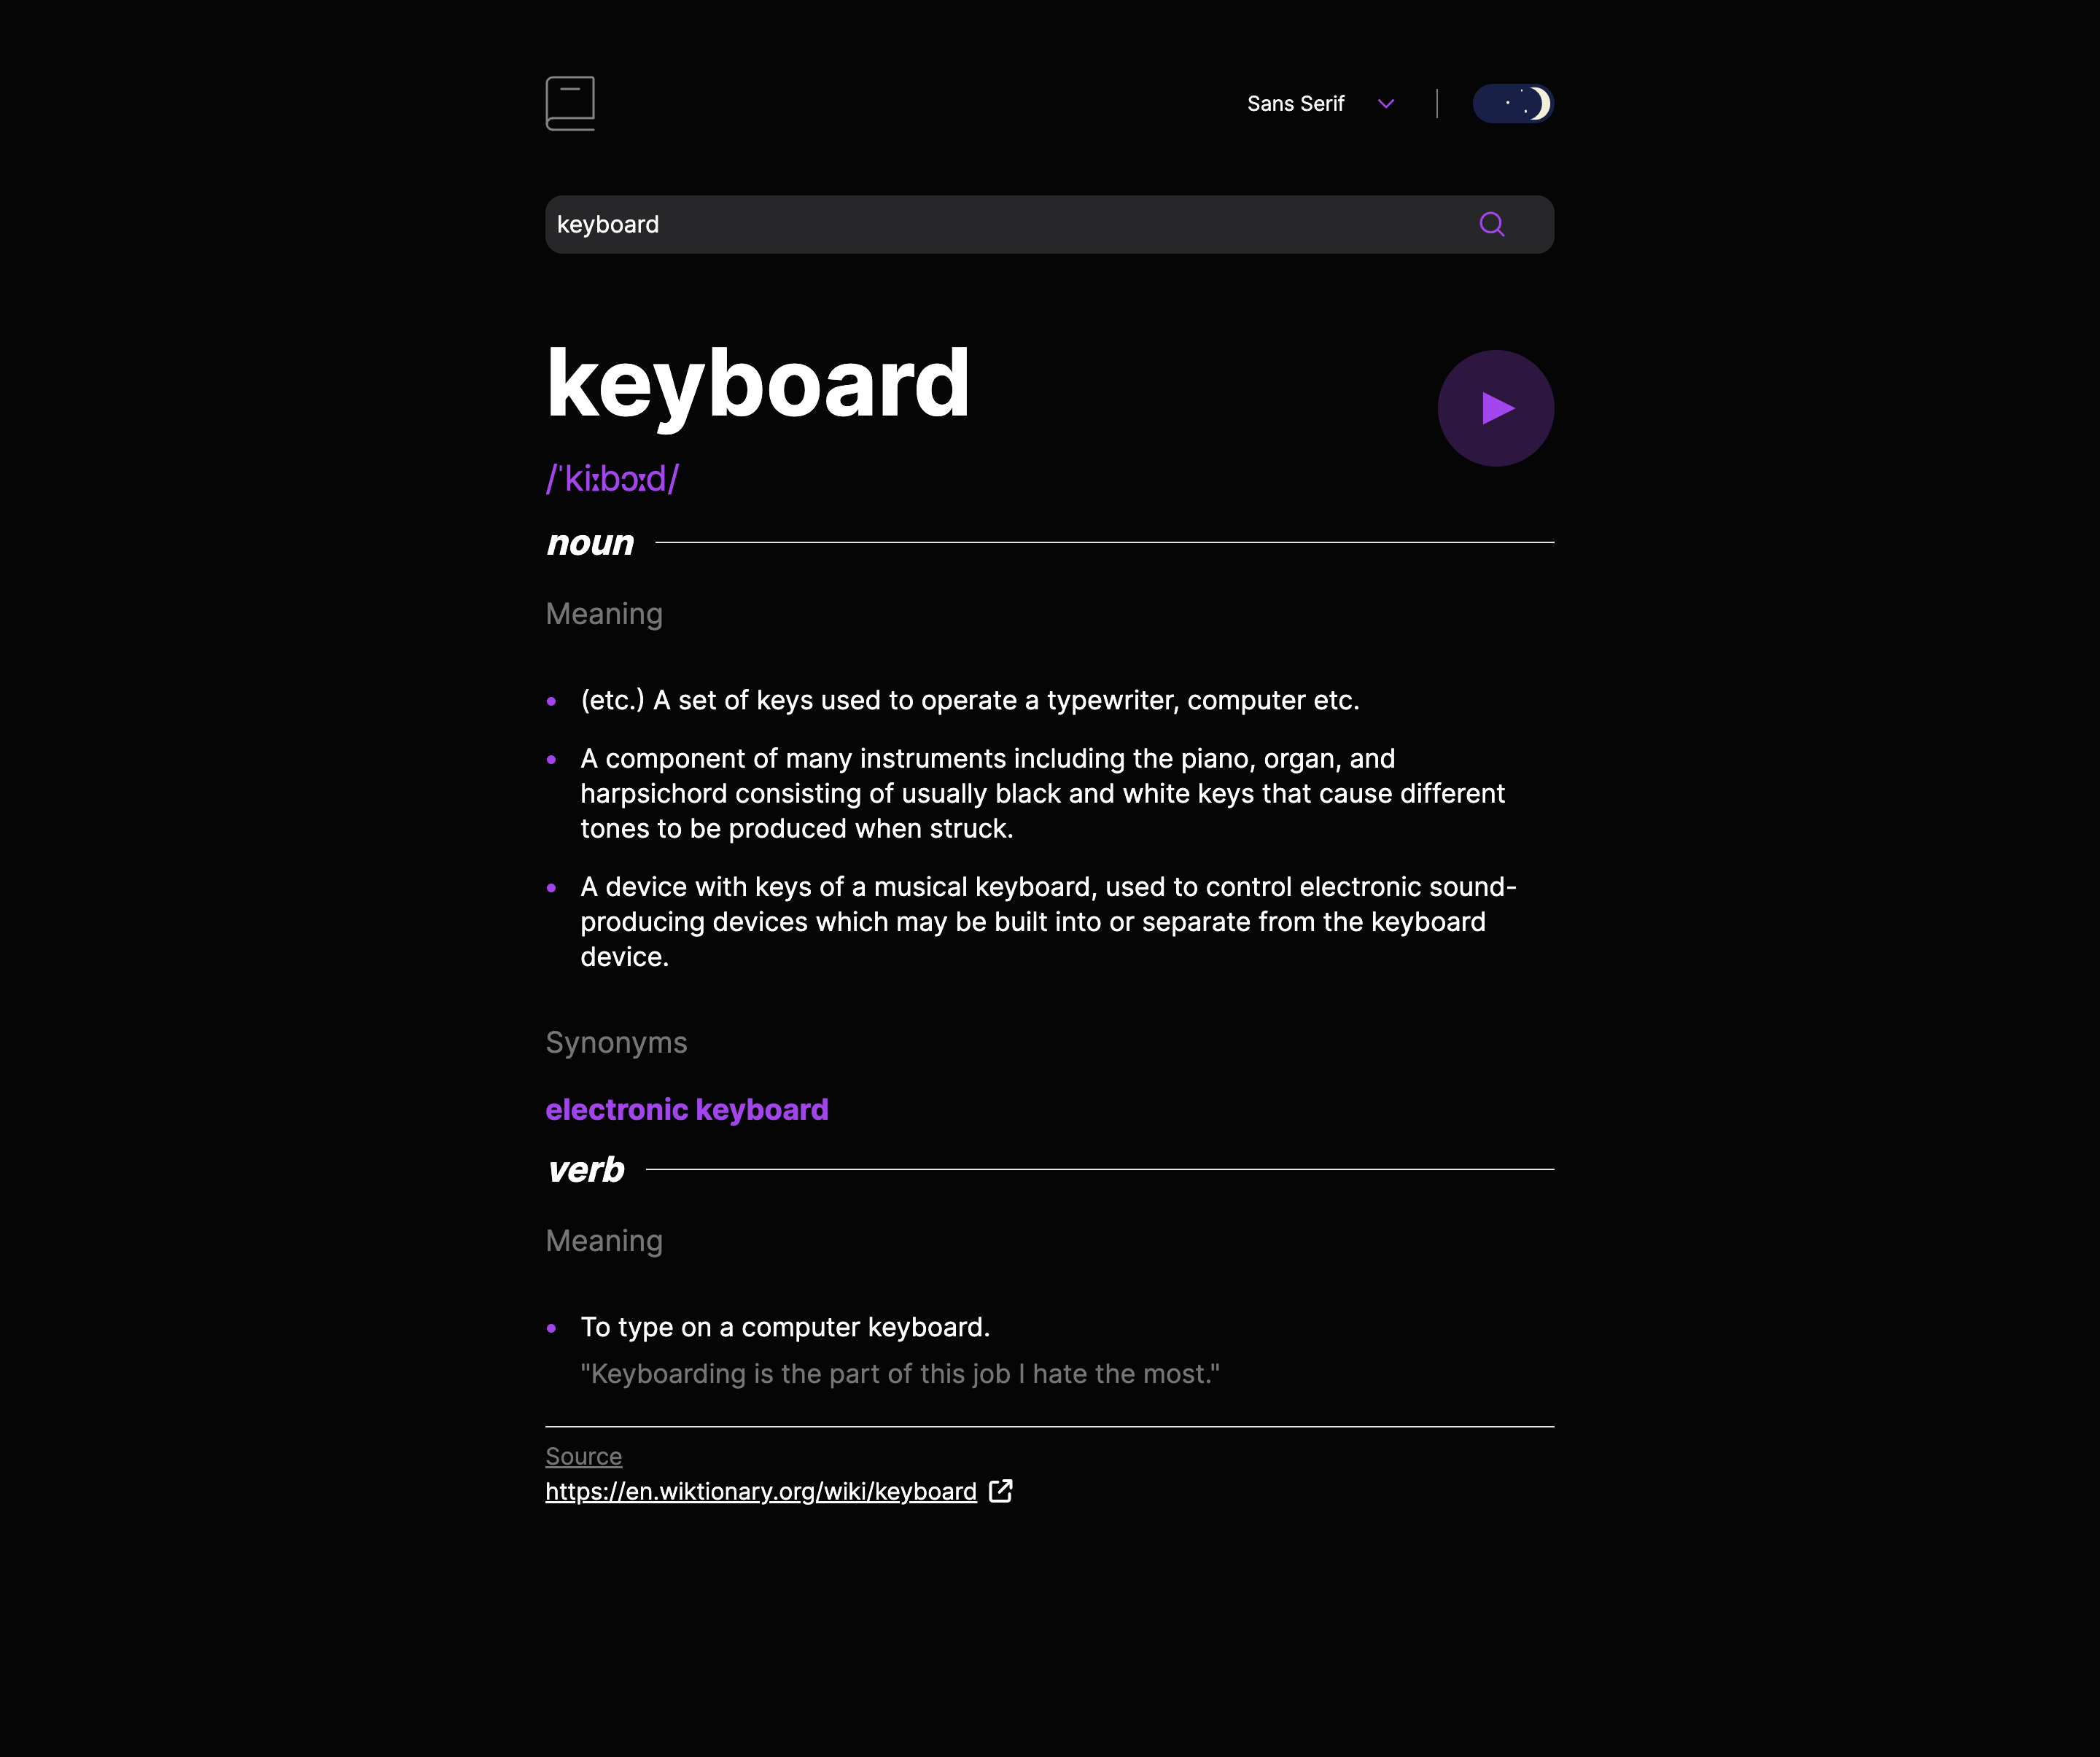 Sans Serif
keyboard
keyboard
/ˈkiːbɔːd/
noun
Meaning
(etc.) A set of keys used to operate a typewriter, computer etc.
A component of many instruments including the piano, organ, and
harpsichord consisting of usually black and white keys that cause different
tones to be produced when struck.
A device with keys of a musical keyboard, used to control electronic sound-
producing devices which may be built into or separate from the keyboard
device.
Synonyms
electronic keyboard
verb
Meaning
To type on a computer keyboard.
"Keyboarding is the part of this job I hate the most."
Source
https://en.wiktionary.org/wiki/keyboard